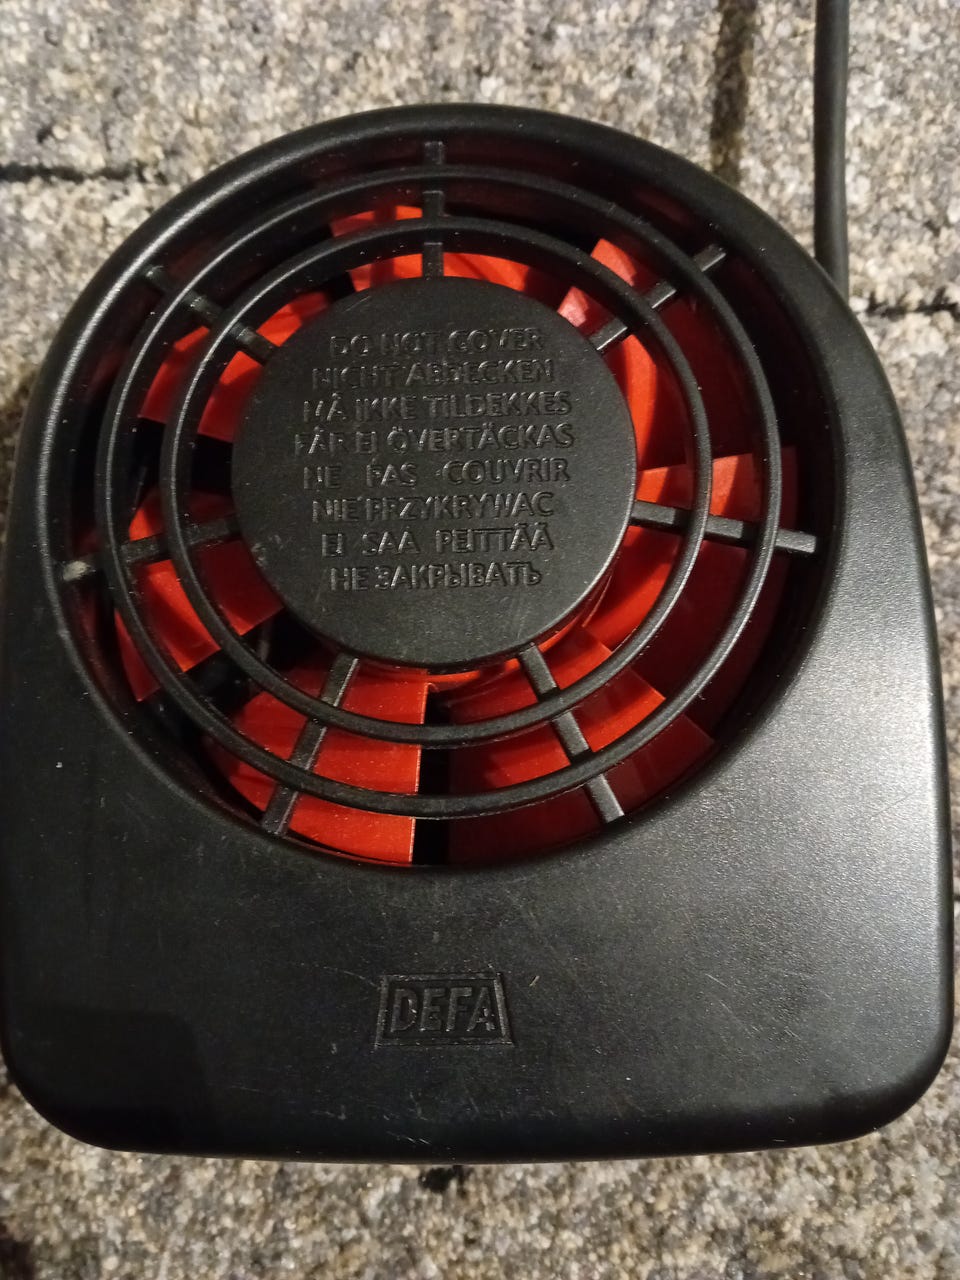 DO NOT COVER
NICHT ABDECKEN
MÅ IKKE TILDEKKES
FÅR EJ ÖVERTÄCKAS
NE PAS COUVRIR
NIE PRZYKRYWAC
EI SAA PEITTÄÄ
НЕ ЗАКРЫВАТЬ
DEFA